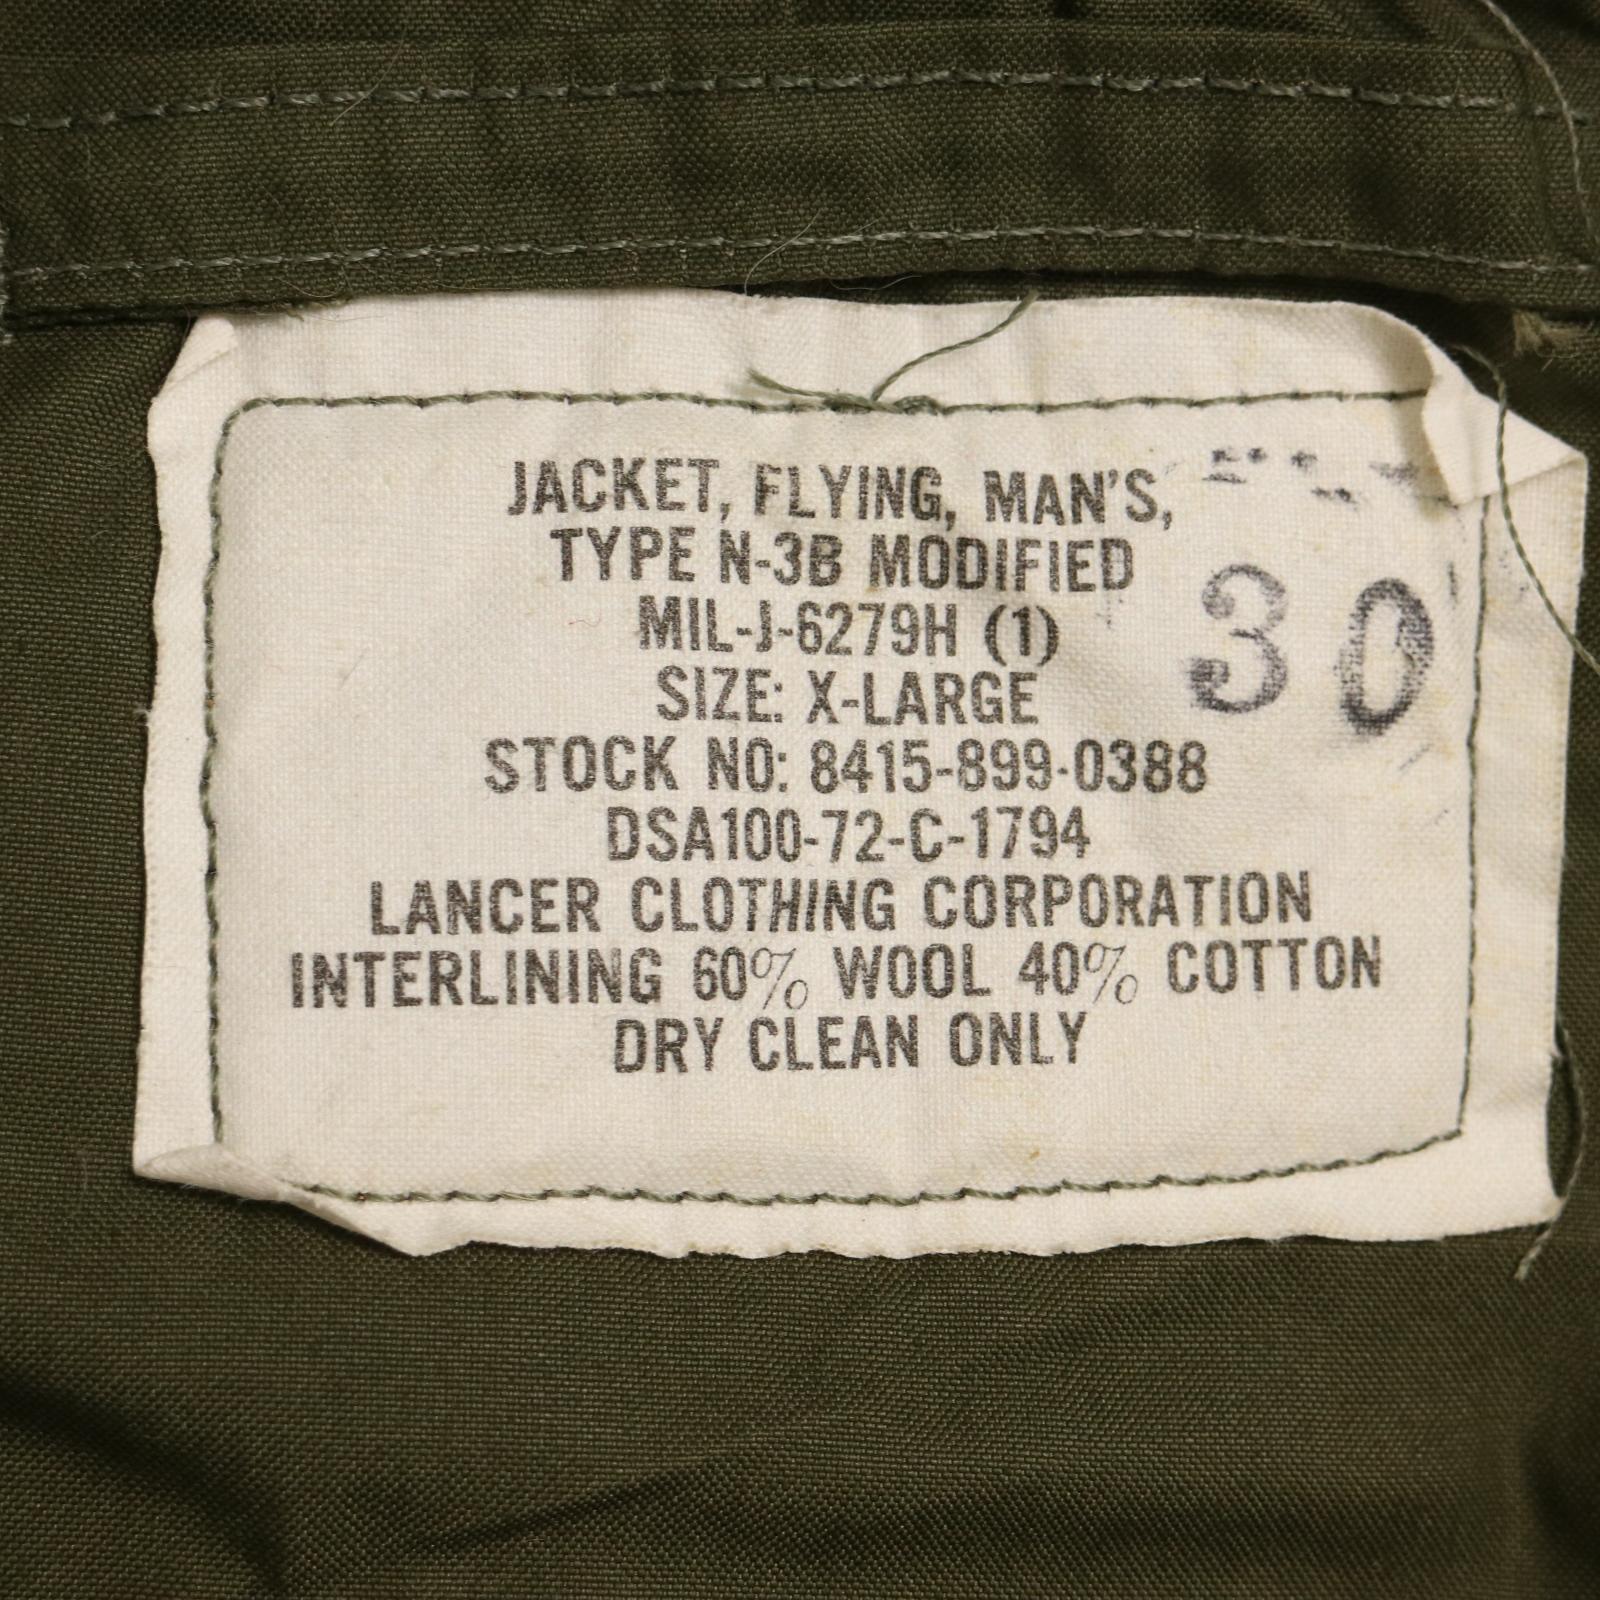 JACKET, FLYING, MAN'S,
TYPE N-3B MODIFIED
MIL-J-6279H (1)
30
SIZE: X-LARGE
STOCK NO: 8415-899-0388
DSA100-72-C-1794
LANCER CLOTHING CORPORATION
INTERLINING 60% WOOL 40% COTTON
DRY CLEAN ONLY